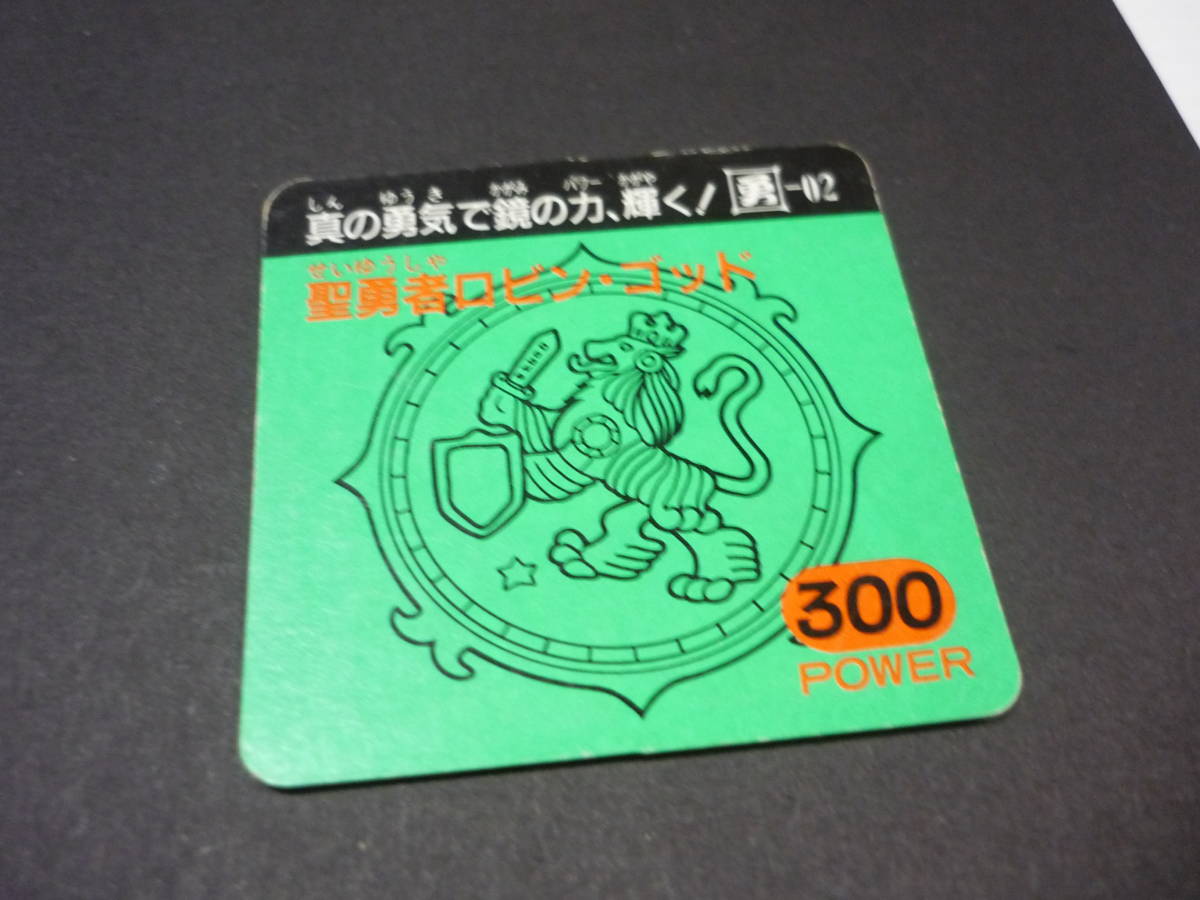 しん ゆうき かがみ パワー かがや
真の勇気で鏡の力、輝く! 勇-02
せいゆうしゃ
聖勇者ロビン・ゴッド
300
POWER